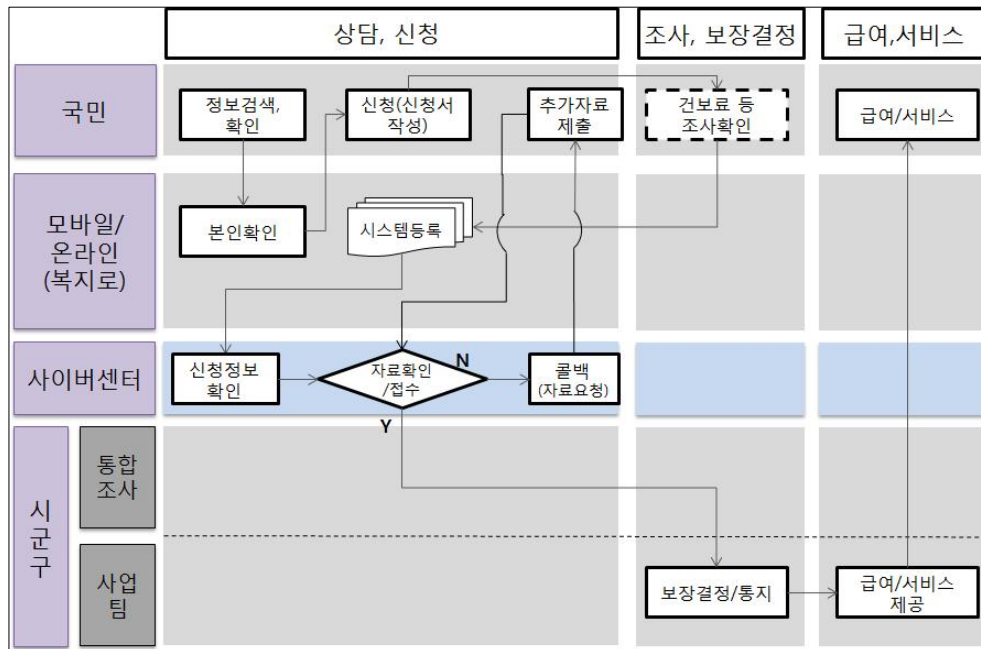 상담, 신청
조사, 보장결정
급여,서비스
국민
정보검색,
확인
신청(신청서
작성)
추가자료
제출
건보료 등
조사확인
급여/서비스
모바일/
온라인
(복지로)
본인확인
시스템등록
사이버센터
신청정보
확인
자료확인
/접수
N
콜백
(자료요청)
Y
시
군
구
통합
조사
사업
팀
보장결정/통지
급여/서비스
제공